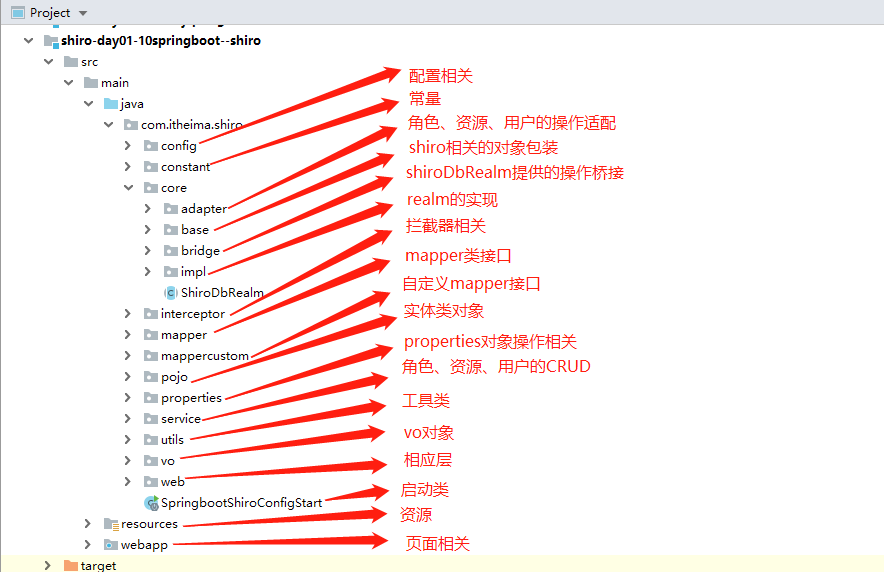 Project
shiro-day01-10springboot--shiro
src
main
java
com.itheima.shiro
config 配置相关
constant 常量
core 角色、资源、用户的操作适配
adapter shiro相关的对象包装
base shiroDbRealm提供的操作桥接
bridge realm的实现
impl 拦截器相关
ShiroDbRealm mapper类接口
interceptor 自定义mapper接口
mapper 实体类对象
mappercustom properties对象操作相关
pojo 角色、资源、用户的CRUD
properties 工具类
service vo对象
utils 相应层
vo 启动类
web 资源
SpringbootShiroConfigStart 页面相关
resources
webapp
target